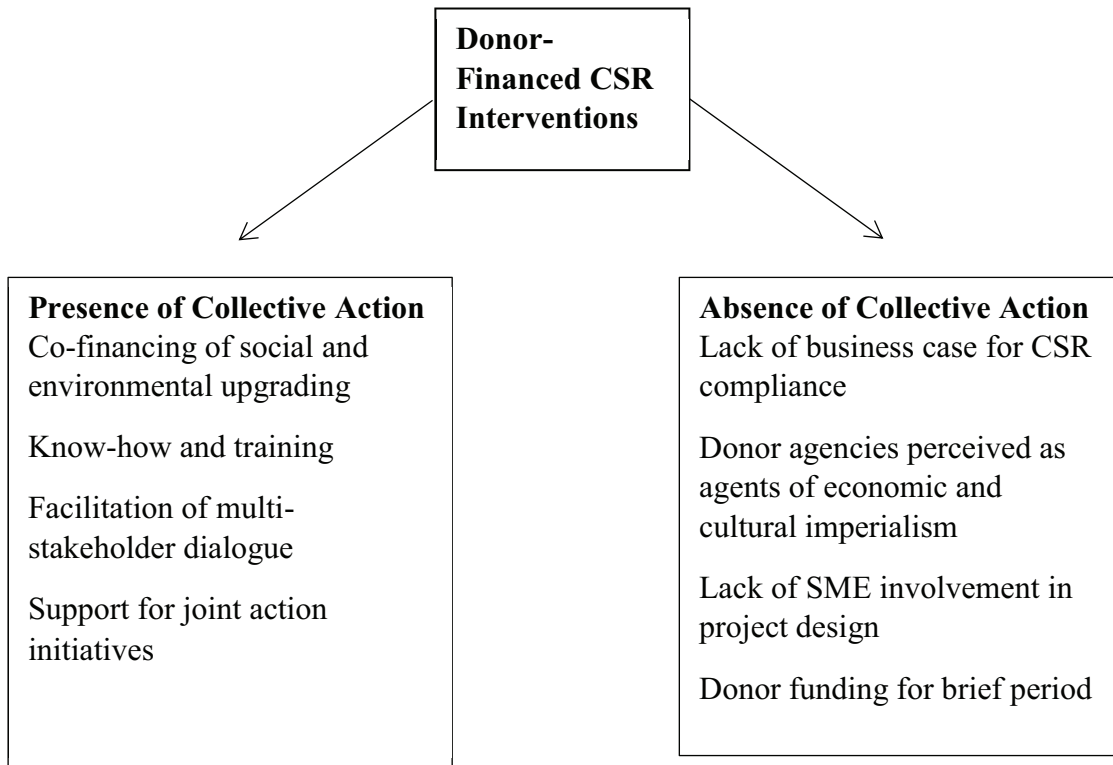 Donor-
Financed CSR
Interventions
Presence of Collective Action
Co-financing of social and
environmental upgrading
Know-how and training
Facilitation of multi-
stakeholder dialogue
Support for joint action
initiatives
Absence of Collective Action
Lack of business case for CSR
compliance
Donor agencies perceived as
agents of economic and
cultural imperialism
Lack of SME involvement in
project design
Donor funding for brief period